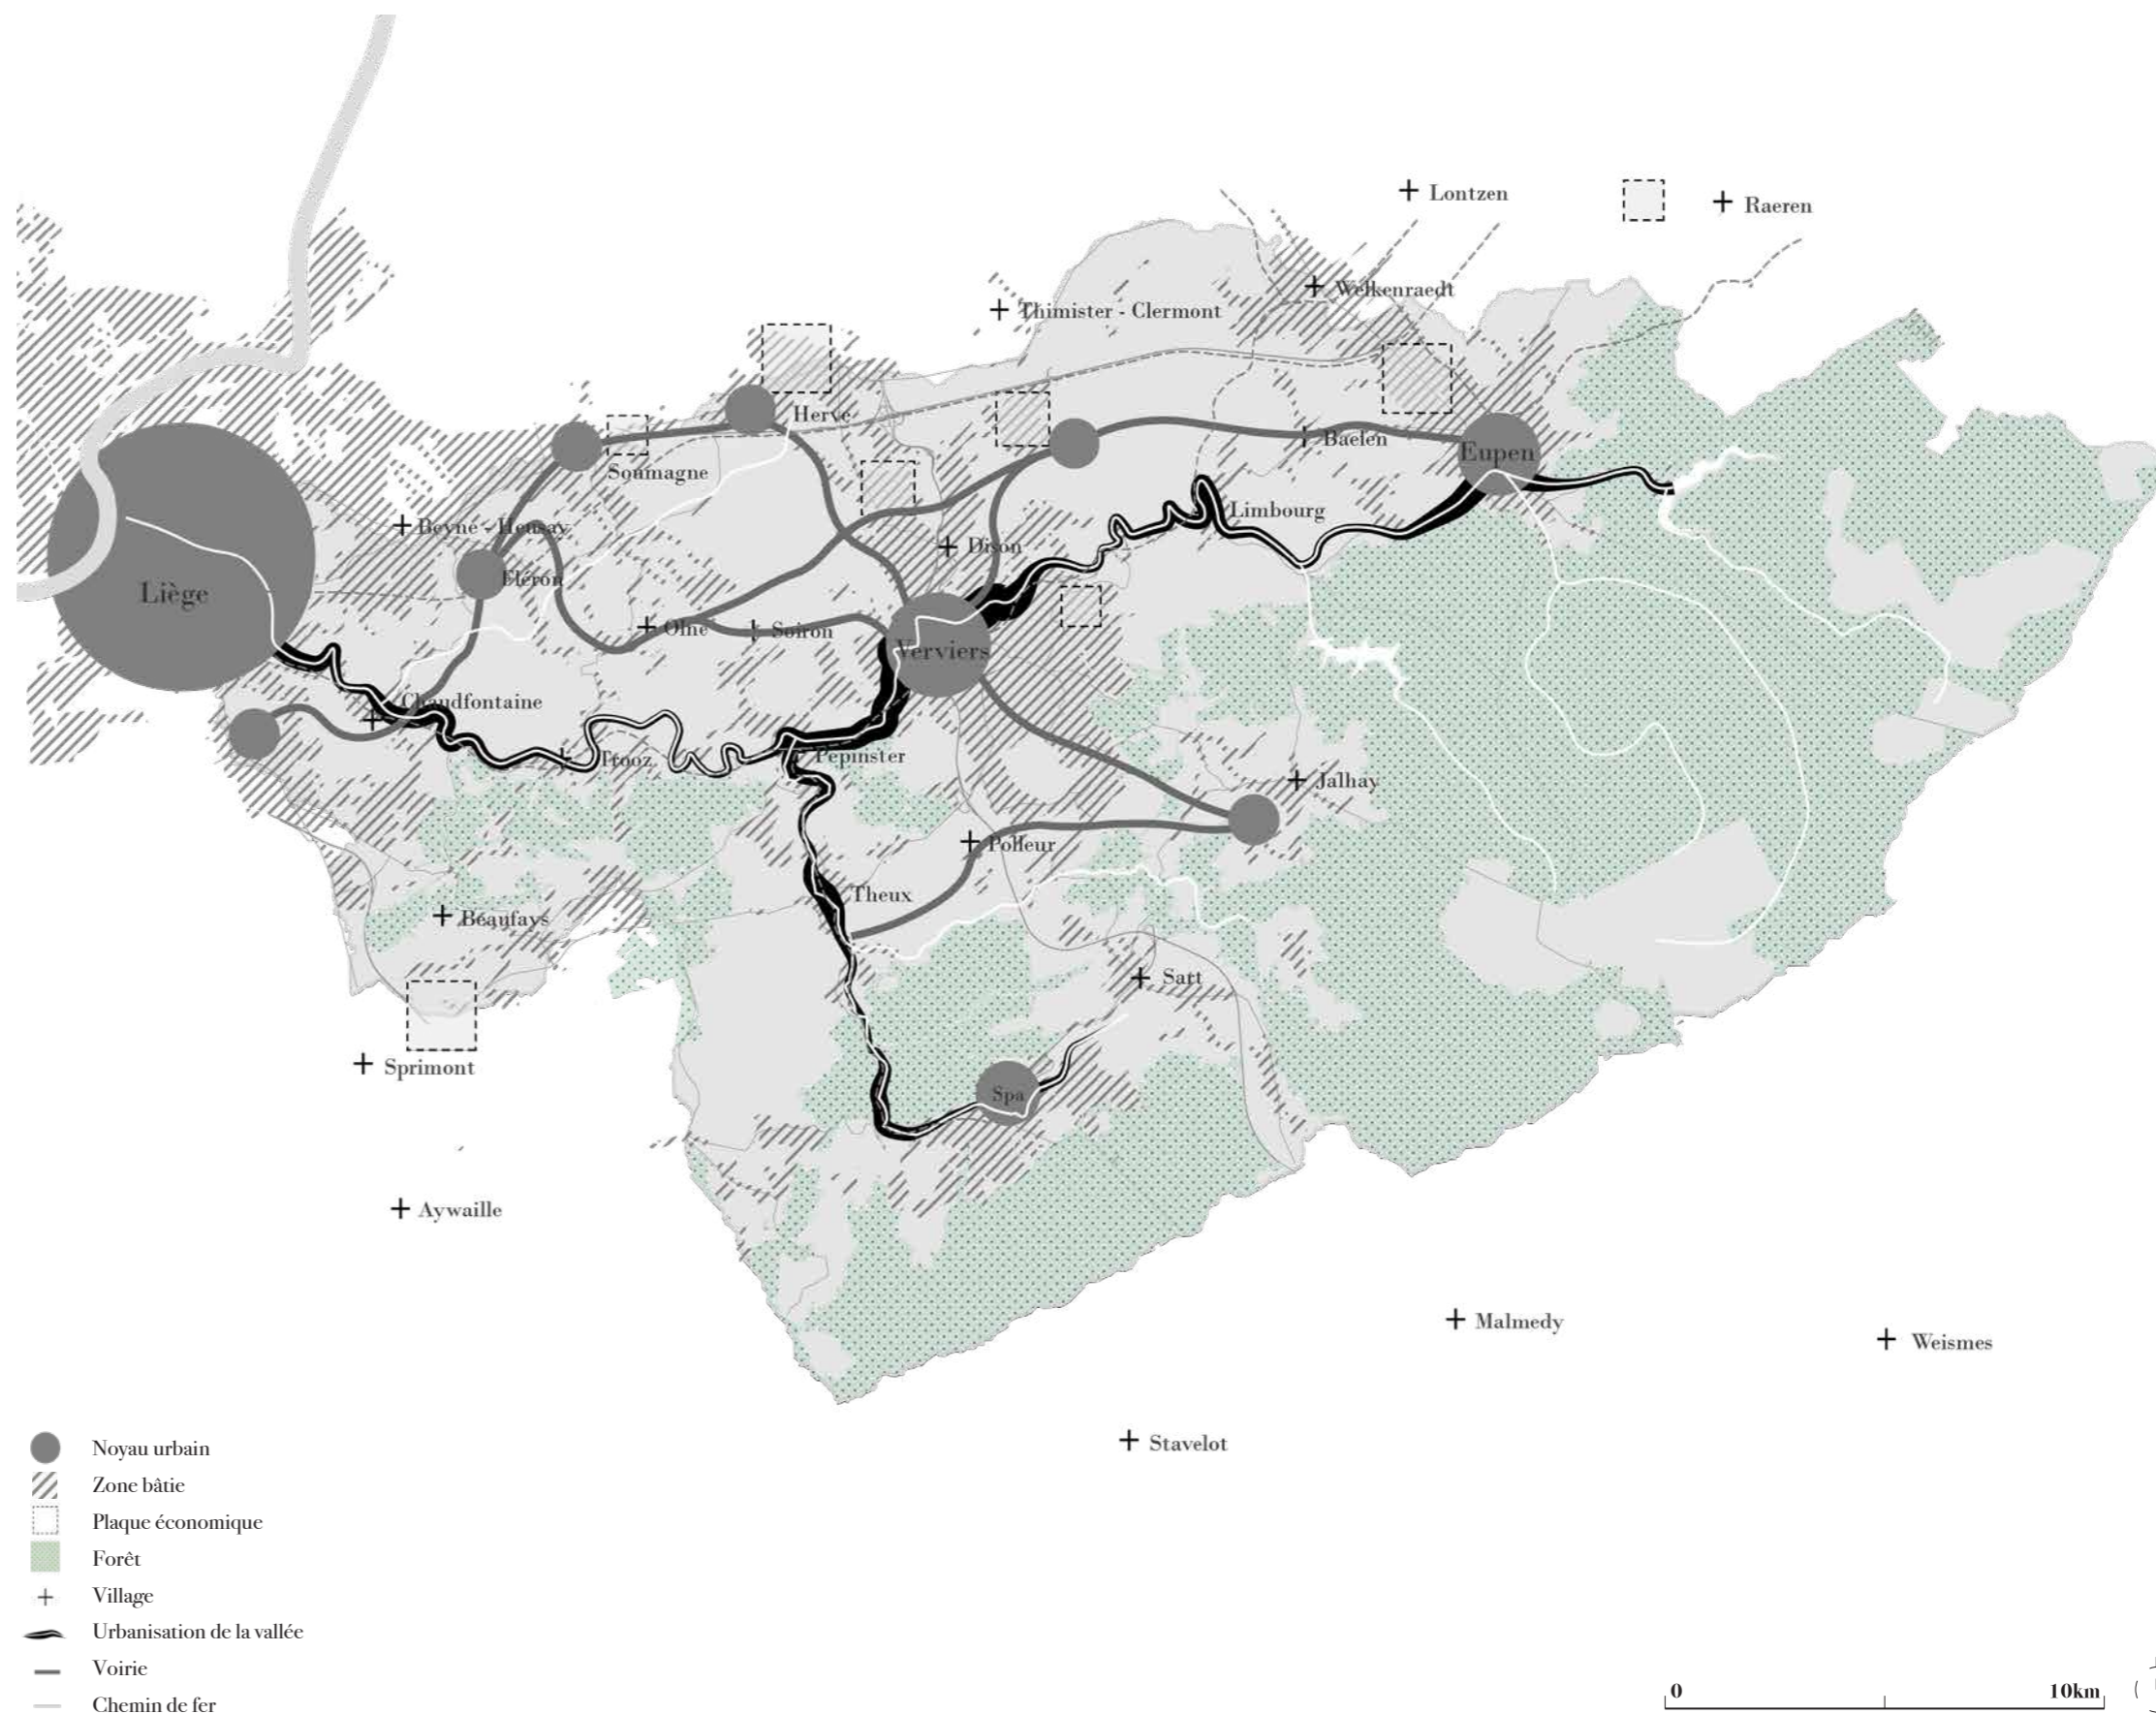 Lontzen
Raeren
Welkenraedt
Thimister - Clermont
Herve
Baelen
Eupen
Soumagne
Limbourg
Beyne - Heusay
Dison
Fléron
Liège
Olne
Soiron
Verviers
Chaudfontaine
Trooz
Pepinster
Jalhay
Polleur
Theux
Beaufays
Sart
Sprimont
Spa
Aywaille
Malmedy
Weismes
Stavelot
Noyau urbain
Zone bâtie
Plaque économique
Forêt
Village
Urbanisation de la vallée
Voirie
Chemin de fer
0 10km